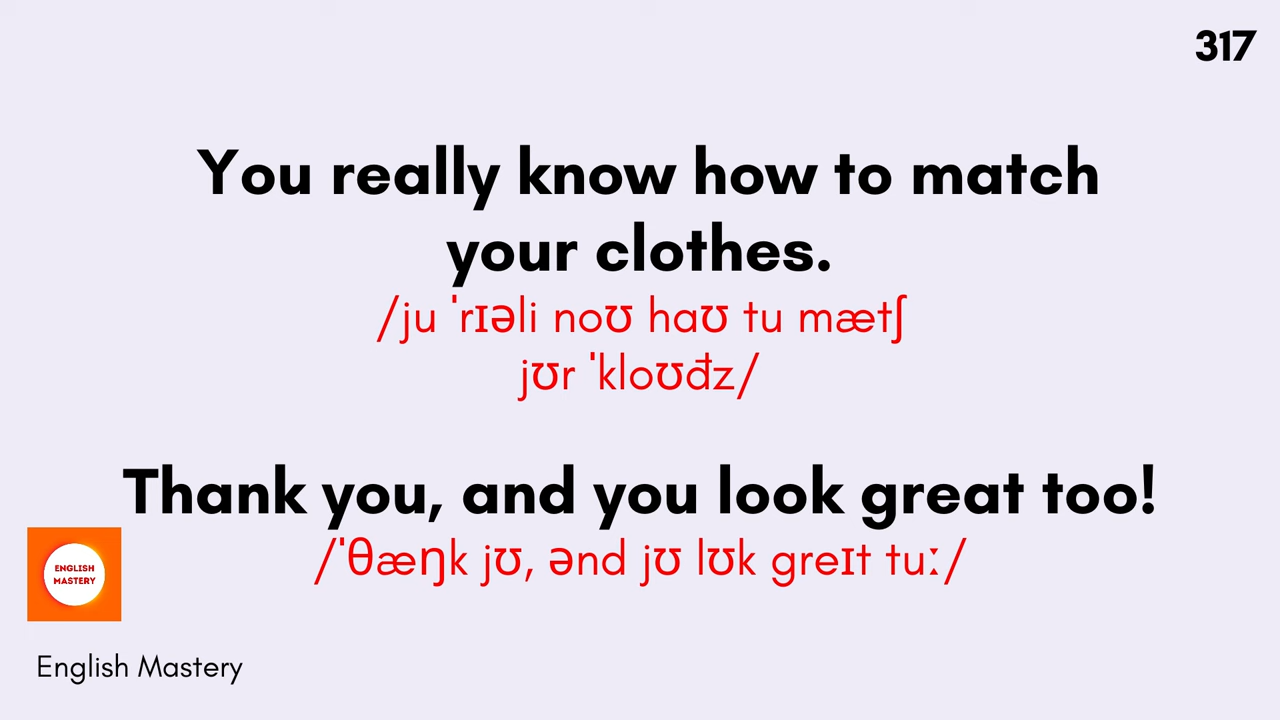 317
You really know how to match
your clothes.
/ju ˈrɪəli noʊ haʊ tu mætʃ
jʊr ˈkloʊđz/
Thank you, and you look great too!
/ˈθæŋk jʊ, ənd jʊ lʊk greɪt tuː/
ENGLISH
MASTERY
English Mastery